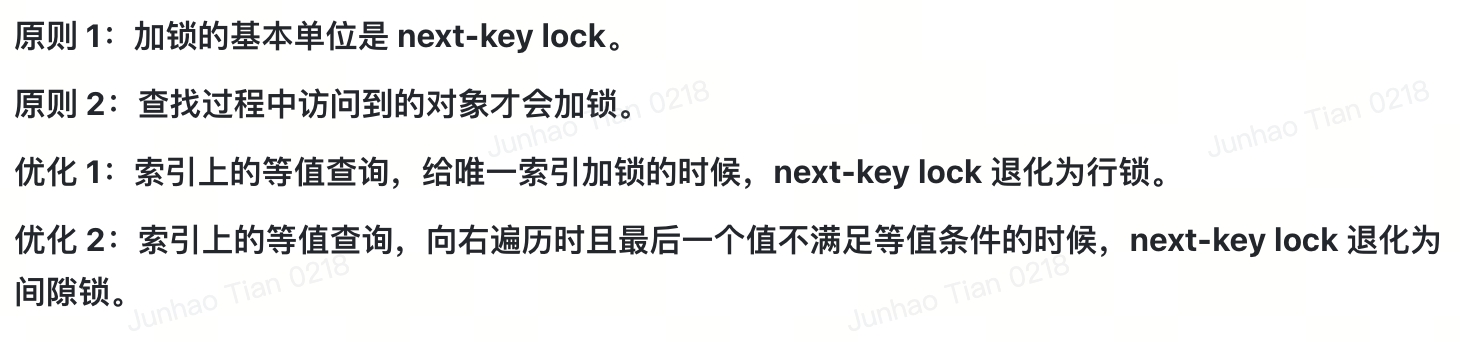 原则 1：加锁的基本单位是 next-key lock。
原则 2：查找过程中访问到的对象才会加锁。
Junhao Tian 0218
Junhao Tian 0218
优化 1：索引上的等值查询，给唯一索引加锁的时候，next-key lock 退化为行锁。
优化 2：索引上的等值查询，向右遍历时且最后一个值不满足等值条件的时候，next-key lock 退化为
间隙锁。
Junhao Tian 0218
Junhao Tian 0218